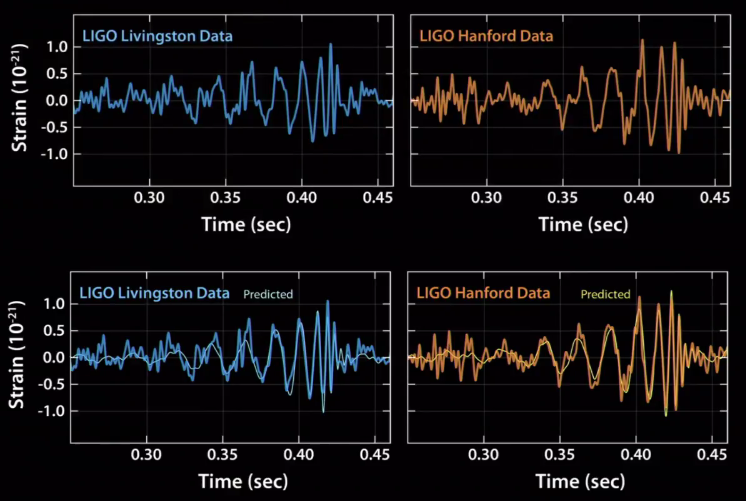 LIGO Livingston Data
LIGO Hanford Data
Strain (10⁻²¹)
1.0
0.5
0.0
-0.5
-1.0
0.30 0.35 0.40 0.45
0.30 0.35 0.40 0.45
Time (sec)
Time (sec)
LIGO Livingston Data Predicted
LIGO Hanford Data Predicted
Strain (10⁻²¹)
1.0
0.5
0.0
-0.5
-1.0
0.30 0.35 0.40 0.45
0.30 0.35 0.40 0.45
Time (sec)
Time (sec)